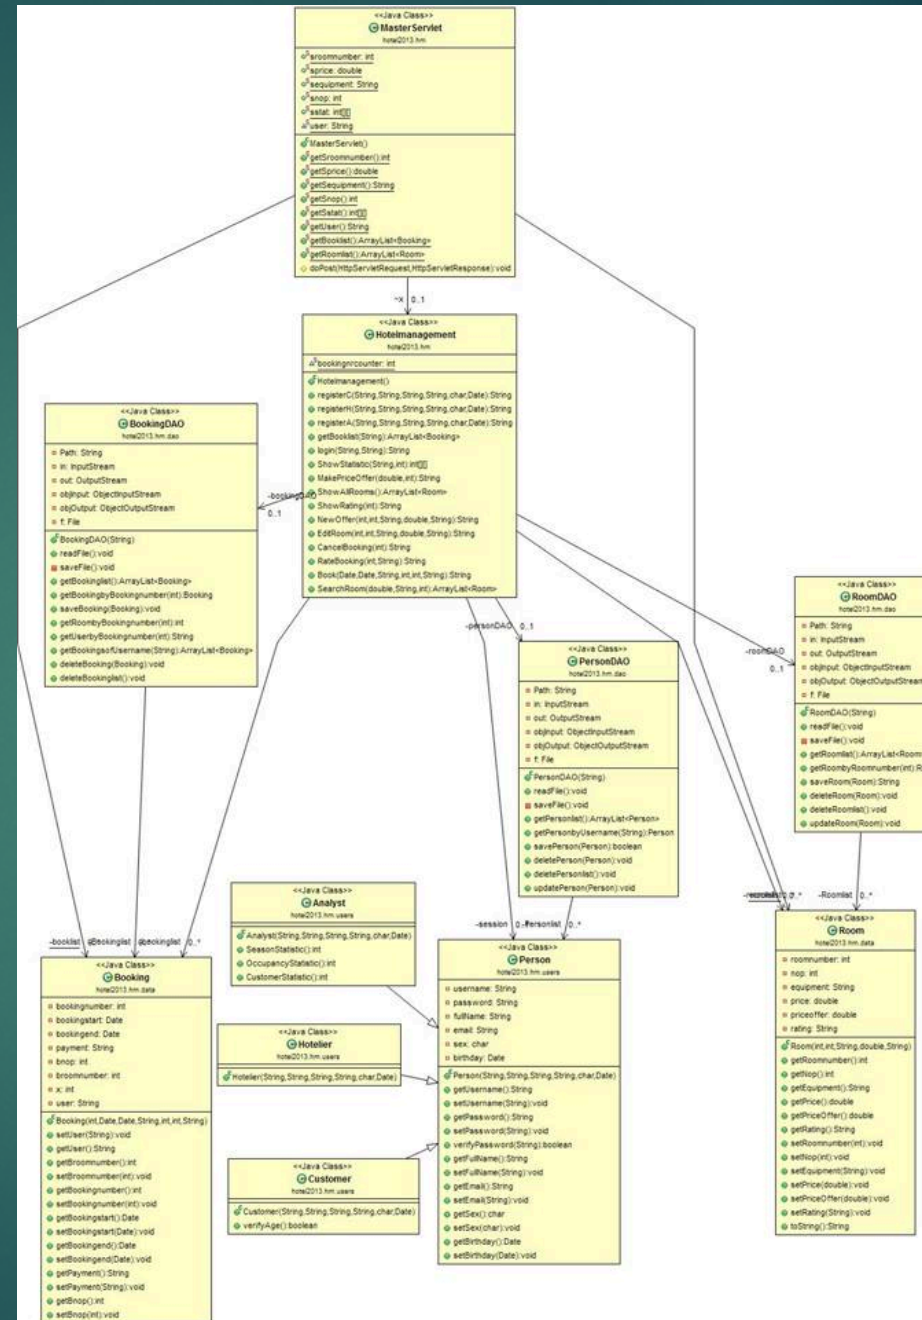 <<Java Class>>
MasterServlet
hotel2013.hm
sroomnumber: int
sprice: double
sequipment: String
snop: int
sstat: int[][]
user: String
MasterServlet()
getSroomnumber():int
getSprice():double
getSequipment():String
getSnop():int
getSstat():int[][]
getUser():String
getBooklist():ArrayList<Booking>
getRoomlist():ArrayList<Room>
doPost(HttpServletRequest,HttpServletResponse):void
~x 0..1
<<Java Class>>
Hotelmanagement
hotel2013.hm
bookingnrcounter: int
Hotelmanagement()
registerC(String,String,String,String,char,Date):String
registerH(String,String,String,String,char,Date):String
registerA(String,String,String,String,char,Date):String
getBooklist(String):ArrayList<Booking>
login(String,String):String
ShowStatistic(String,int):int[][]
MakePriceOffer(double,int):String
ShowAllRooms():ArrayList<Room>
ShowRating(int):String
NewOffer(int,int,String,double,String):String
EditRoom(int,int,String,double,String):String
CancelBooking(int):String
RateBooking(int,String):String
Book(Date,Date,String,int,int,String):String
SearchRoom(double,String,int):ArrayList<Room>
<<Java Class>>
BookingDAO
hotel2013.hm.dao
Path: String
in: InputStream
out: OutputStream
objInput: ObjectInputStream
objOutput: ObjectOutputStream
f: File
BookingDAO(String)
readFile():void
saveFile():void
getBookinglist():ArrayList<Booking>
getBookingbyBookingnumber(int):Booking
saveBooking(Booking):void
getRoombyBookingnumber(int):int
getUserbyBookingnumber(int):String
getBookingsofUsername(String):ArrayList<Booking>
deleteBooking(Booking):void
deleteBookinglist():void
-bookingDAO
0..1
-personDAO 0..1
<<Java Class>>
PersonDAO
hotel2013.hm.dao
Path: String
in: InputStream
out: OutputStream
objInput: ObjectInputStream
objOutput: ObjectOutputStream
f: File
PersonDAO(String)
readFile():void
saveFile():void
getPersonlist():ArrayList<Person>
getPersonbyUsername(String):Person
savePerson(Person):boolean
deletePerson(Person):void
deletePersonlist():void
updatePerson(Person):void
-roomDAO
0..1
<<Java Class>>
RoomDAO
hotel2013.hm.dao
Path: String
in: InputStream
out: OutputStream
objInput: ObjectInputStream
objOutput: ObjectOutputStream
f: File
RoomDAO(String)
readFile():void
saveFile():void
getRoomlist():ArrayList<Room
getRoombyRoomnumber(int):R
saveRoom(Room):String
deleteRoom(Room):void
deleteRoomlist():void
updateRoom(Room):void
<<Java Class>>
Analyst
hotel2013.hm.users
Analyst(String,String,String,String,char,Date)
SeasonStatistic():int
OccupancyStatistic():int
CustomerStatistic():int
<<Java Class>>
Hotelier
hotel2013.hm.users
Hotelier(String,String,String,String,char,Date)
<<Java Class>>
Customer
hotel2013.hm.users
Customer(String,String,String,String,char,Date)
verifyAge():boolean
-booklist
0..*
<<Java Class>>
Booking
hotel2013.hm.data
bookingnumber: int
bookingstart: Date
bookingend: Date
payment: String
bnop: int
broomnumber: int
x: int
user: String
Booking(int,Date,Date,String,int,int,String)
setUser(String):void
getUser():String
getBroomnumber():int
setBroomnumber(int):void
getBookingnumber():int
setBookingnumber(int):void
getBookingstart():Date
setBookingstart(Date):void
getBookingend():Date
setBookingend(Date):void
getPayment():String
setPayment(String):void
getBnop():int
setBnop(int):void
-session
0..*
<<Java Class>>
Person
hotel2013.hm.users
username: String
password: String
fullName: String
email: String
sex: char
birthday: Date
Person(String,String,String,String,char,Date)
getUsername():String
setUsername(String):void
getPassword():String
setPassword(String):void
verifyPassword(String):boolean
getFullName():String
setFullName(String):void
getEmail():String
setEmail(String):void
getSex():char
setSex(char):void
getBirthday():Date
setBirthday(Date):void
-Roomlist 0..*
<<Java Class>>
Room
hotel2013.hm.data
roomnumber: int
nop: int
equipment: String
price: double
priceoffer: double
rating: String
Room(int,int,String,double,String)
getRoomnumber():int
getNop():int
getEquipment():String
getPrice():double
getPriceOffer():double
getRating():String
setRoomnumber(int):void
setNop(int):void
setEquipment(String):void
setPrice(double):void
setPriceOffer(double):void
setRating(String):void
toString():String